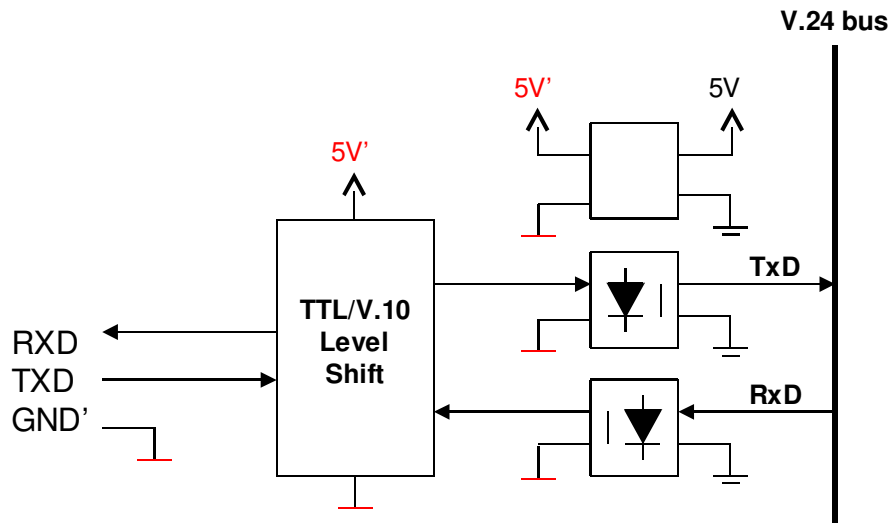 V.24 bus
5V’
5V
5V’
TxD
TTL/V.10
Level
Shift
RXD
TXD
GND’
RxD